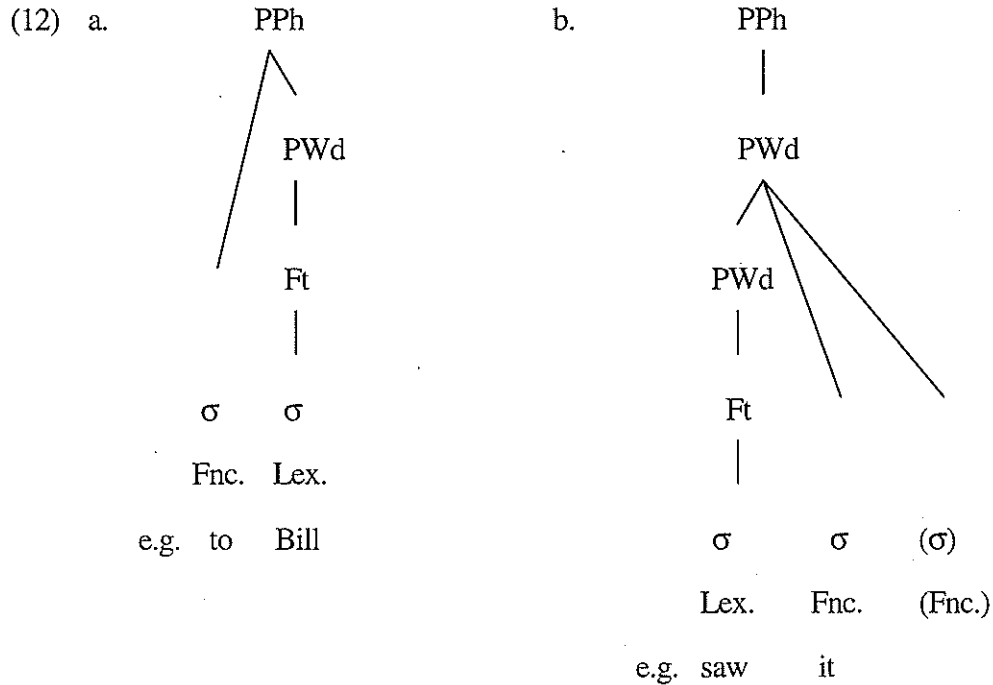 (12) a. PPh b. PPh
PWd PWd
Ft PWd
σ σ Ft
Fnc. Lex.
e.g. to Bill σ σ (σ)
Lex. Fnc. (Fnc.)
e.g. saw it